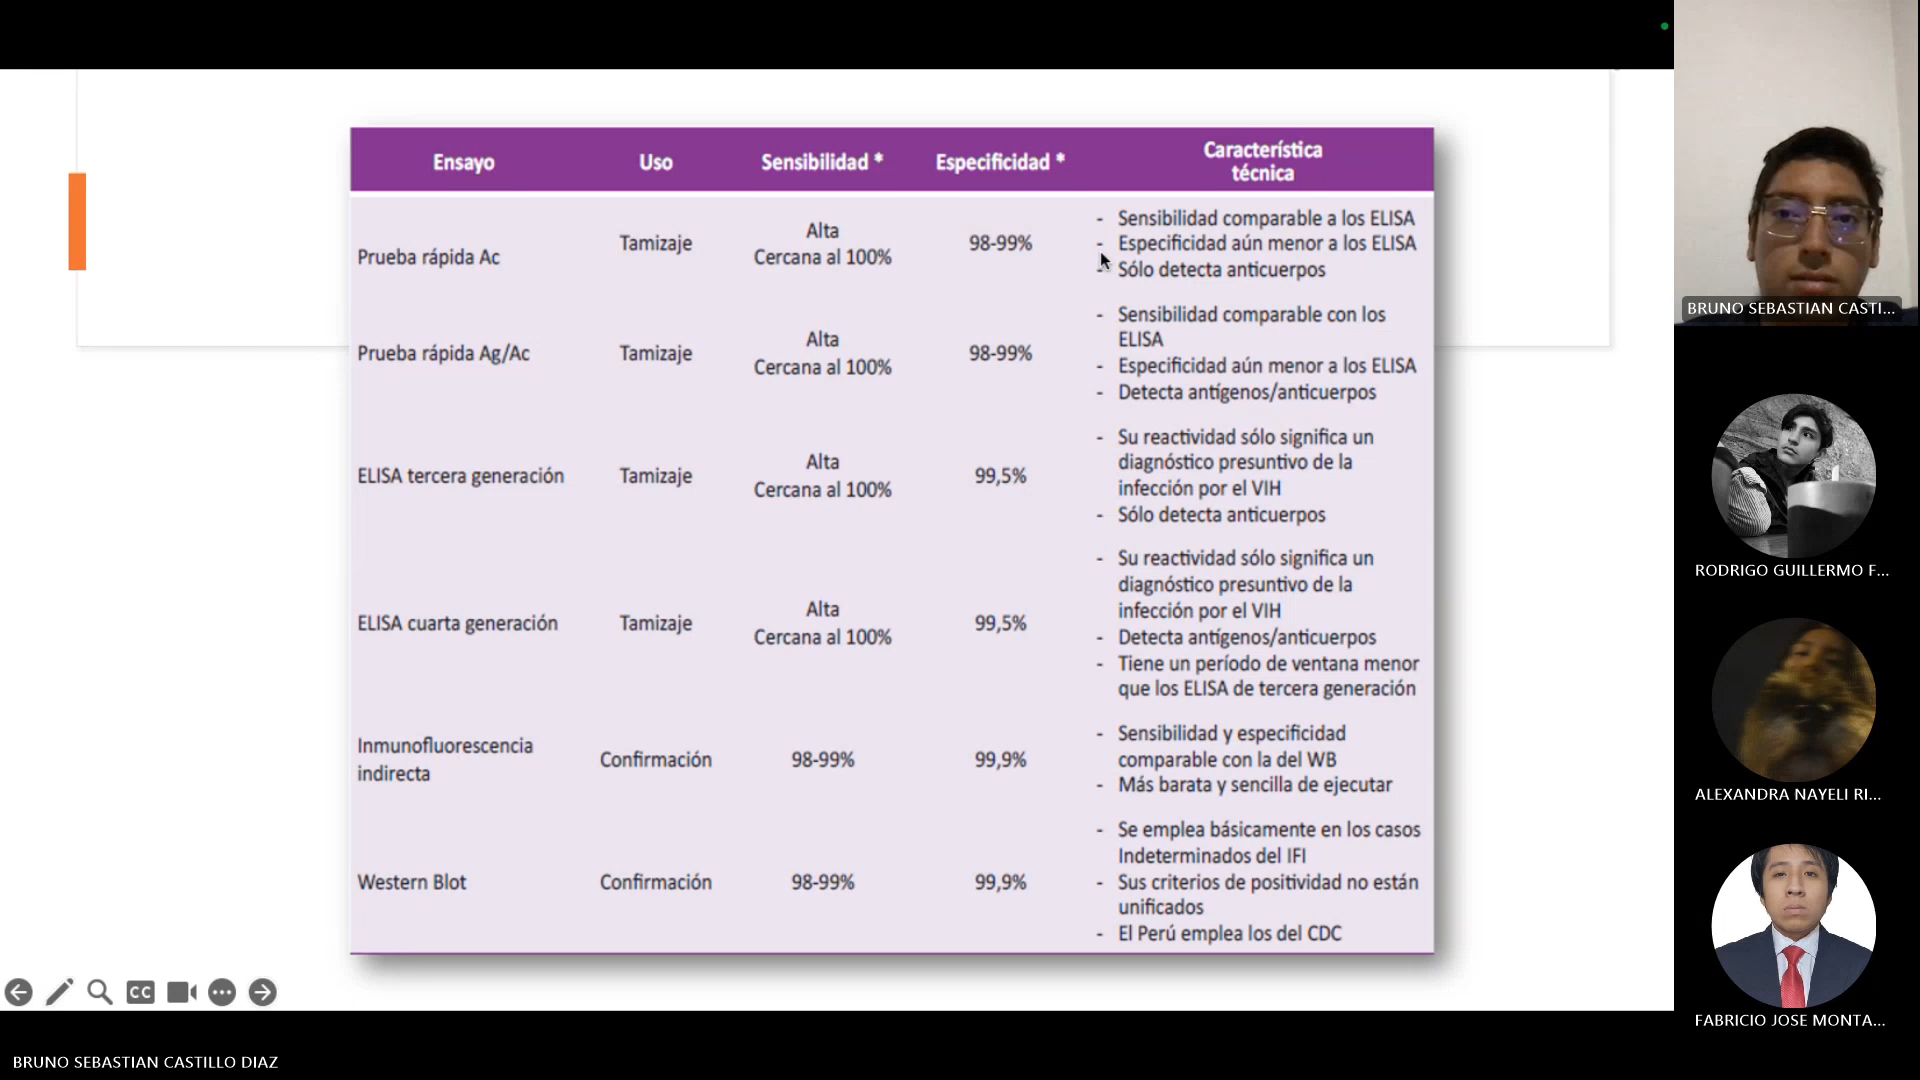 Ensayo
Uso
Sensibilidad *
Especificidad *
Característica
técnica
Prueba rápida Ac
Tamizaje
Alta
Cercana al 100%
98-99%
- Sensibilidad comparable a los ELISA
- Especificidad aún menor a los ELISA
- Sólo detecta anticuerpos
Prueba rápida Ag/Ac
Tamizaje
Alta
Cercana al 100%
98-99%
- Sensibilidad comparable con los
ELISA
- Especificidad aún menor a los ELISA
- Detecta antígenos/anticuerpos
ELISA tercera generación
Tamizaje
Alta
Cercana al 100%
99,5%
- Su reactividad sólo significa un
diagnóstico presuntivo de la
infección por el VIH
- Sólo detecta anticuerpos
ELISA cuarta generación
Tamizaje
Alta
Cercana al 100%
99,5%
- Su reactividad sólo significa un
diagnóstico presuntivo de la
infección por el VIH
- Detecta antígenos/anticuerpos
- Tiene un período de ventana menor
que los ELISA de tercera generación
Inmunofluorescencia
indirecta
Confirmación
98-99%
99,9%
- Sensibilidad y especificidad
comparable con la del WB
- Más barata y sencilla de ejecutar
Western Blot
Confirmación
98-99%
99,9%
- Se emplea básicamente en los casos
Indeterminados del IFI
- Sus criterios de positividad no están
unificados
- El Perú emplea los del CDC
CC
BRUNO SEBASTIAN CASTILLO DIAZ
BRUNO SEBASTIAN CASTI...
RODRIGO GUILLERMO F...
ALEXANDRA NAYELI RI...
FABRICIO JOSE MONTA...